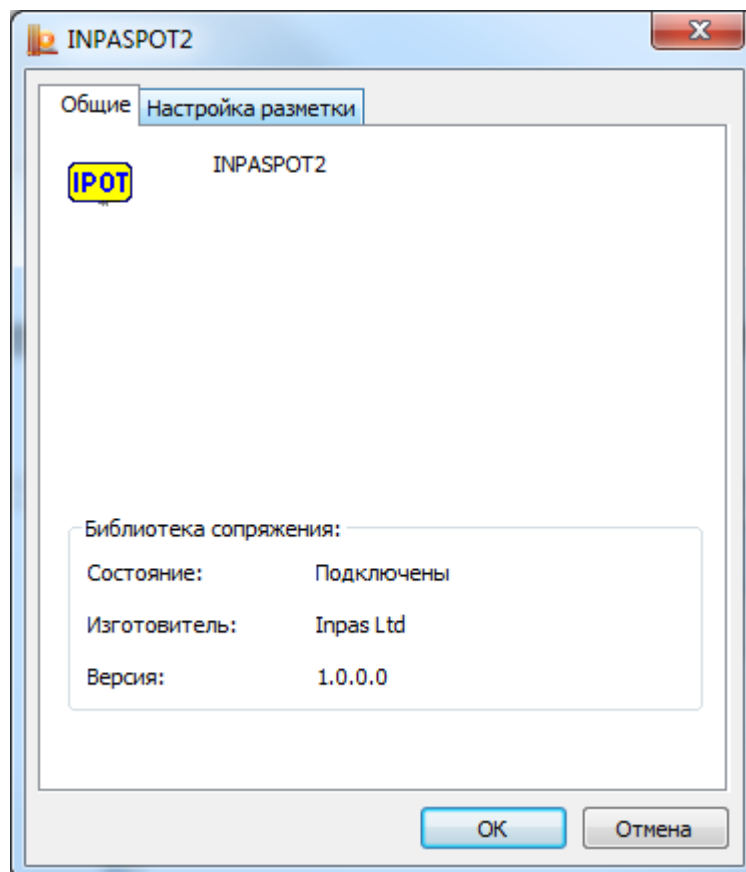 INPASPOT2
Общие Настройка разметки
IPOT INPASPOT2
Библиотека сопряжения:
Состояние: Подключены
Изготовитель: Inpas Ltd
Версия: 1.0.0.0
OK Отмена